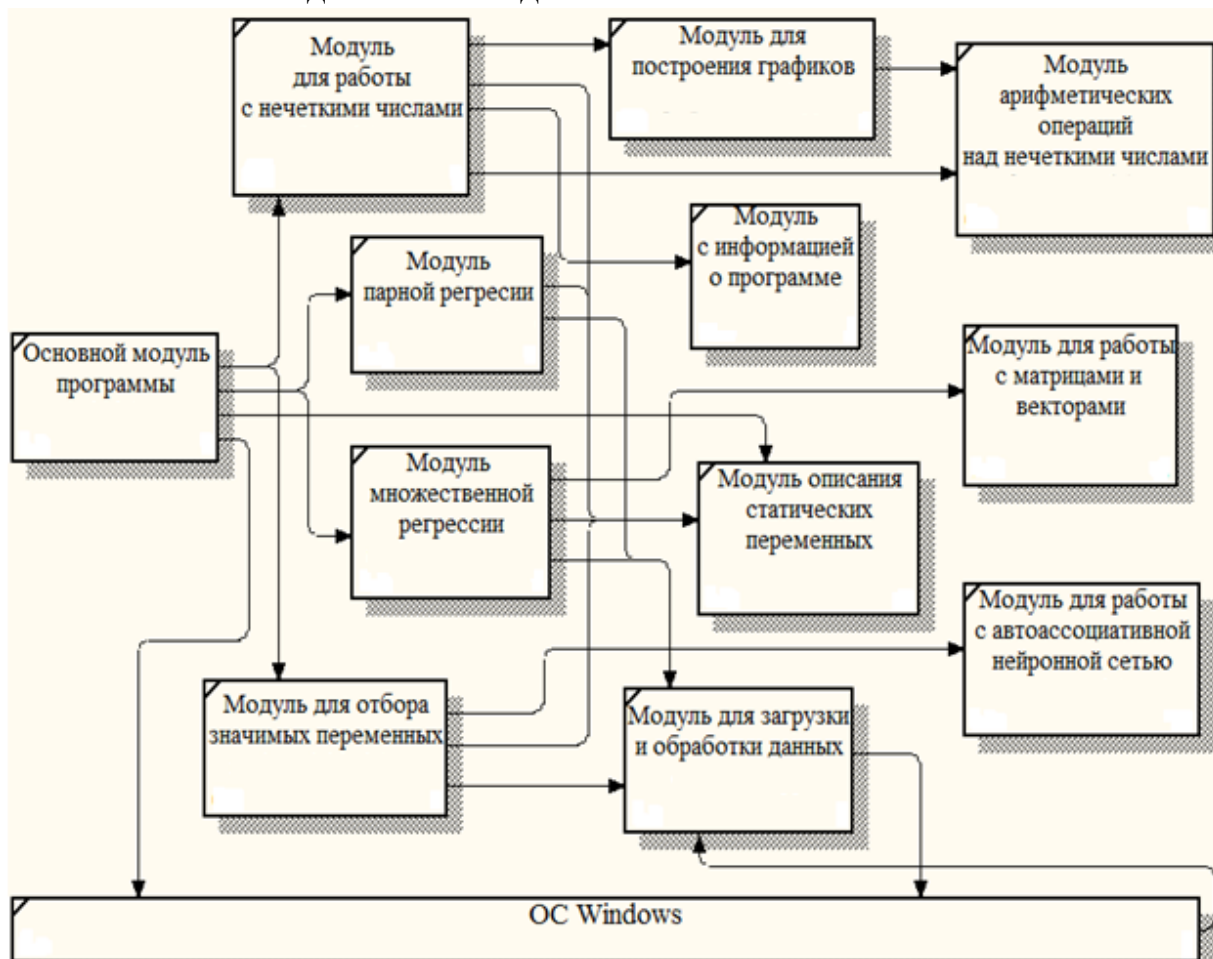 Модуль
для работы
с нечеткими числами
Модуль для
построения графиков
Модуль
арифметических
операций
над нечеткими числами
Модуль
с информацией
о программе
Модуль
парной регресии
Основной модуль
программы
Модуль для работы
с матрицами и
векторами
Модуль
множественной
регрессии
Модуль описания
статических
переменных
Модуль для работы
с автоассоциативной
нейронной сетью
Модуль для отбора
значимых переменных
Модуль для загрузки
и обработки данных
ОС Windows